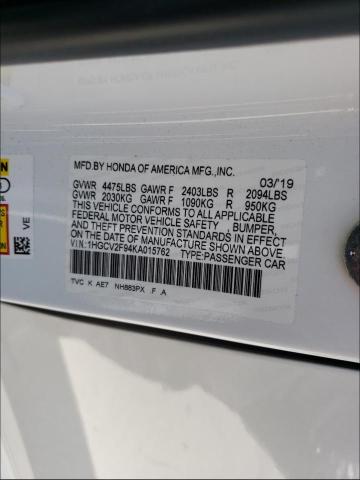 MFD.BY HONDA OF AMERICA MFG.,INC.
03/'19
GVWR 4475LBS GAWR F 2403LBS R 2094LBS
GVWR 2030KG GAWR F 1090KG R 950KG
THIS VEHICLE CONFORMS TO ALL APPLICABLE
FEDERAL MOTOR VEHICLE SAFETY , BUMPER,
AND THEFT PREVENTION STANDARDS IN EFFECT
ON THE DATE OF MANUFACTURE SHOWN ABOVE.
V.I.N:1HGCV2F94KA015762 TYPE:PASSENGER CAR
TVC K AE7 NH883PX .F .A
VE